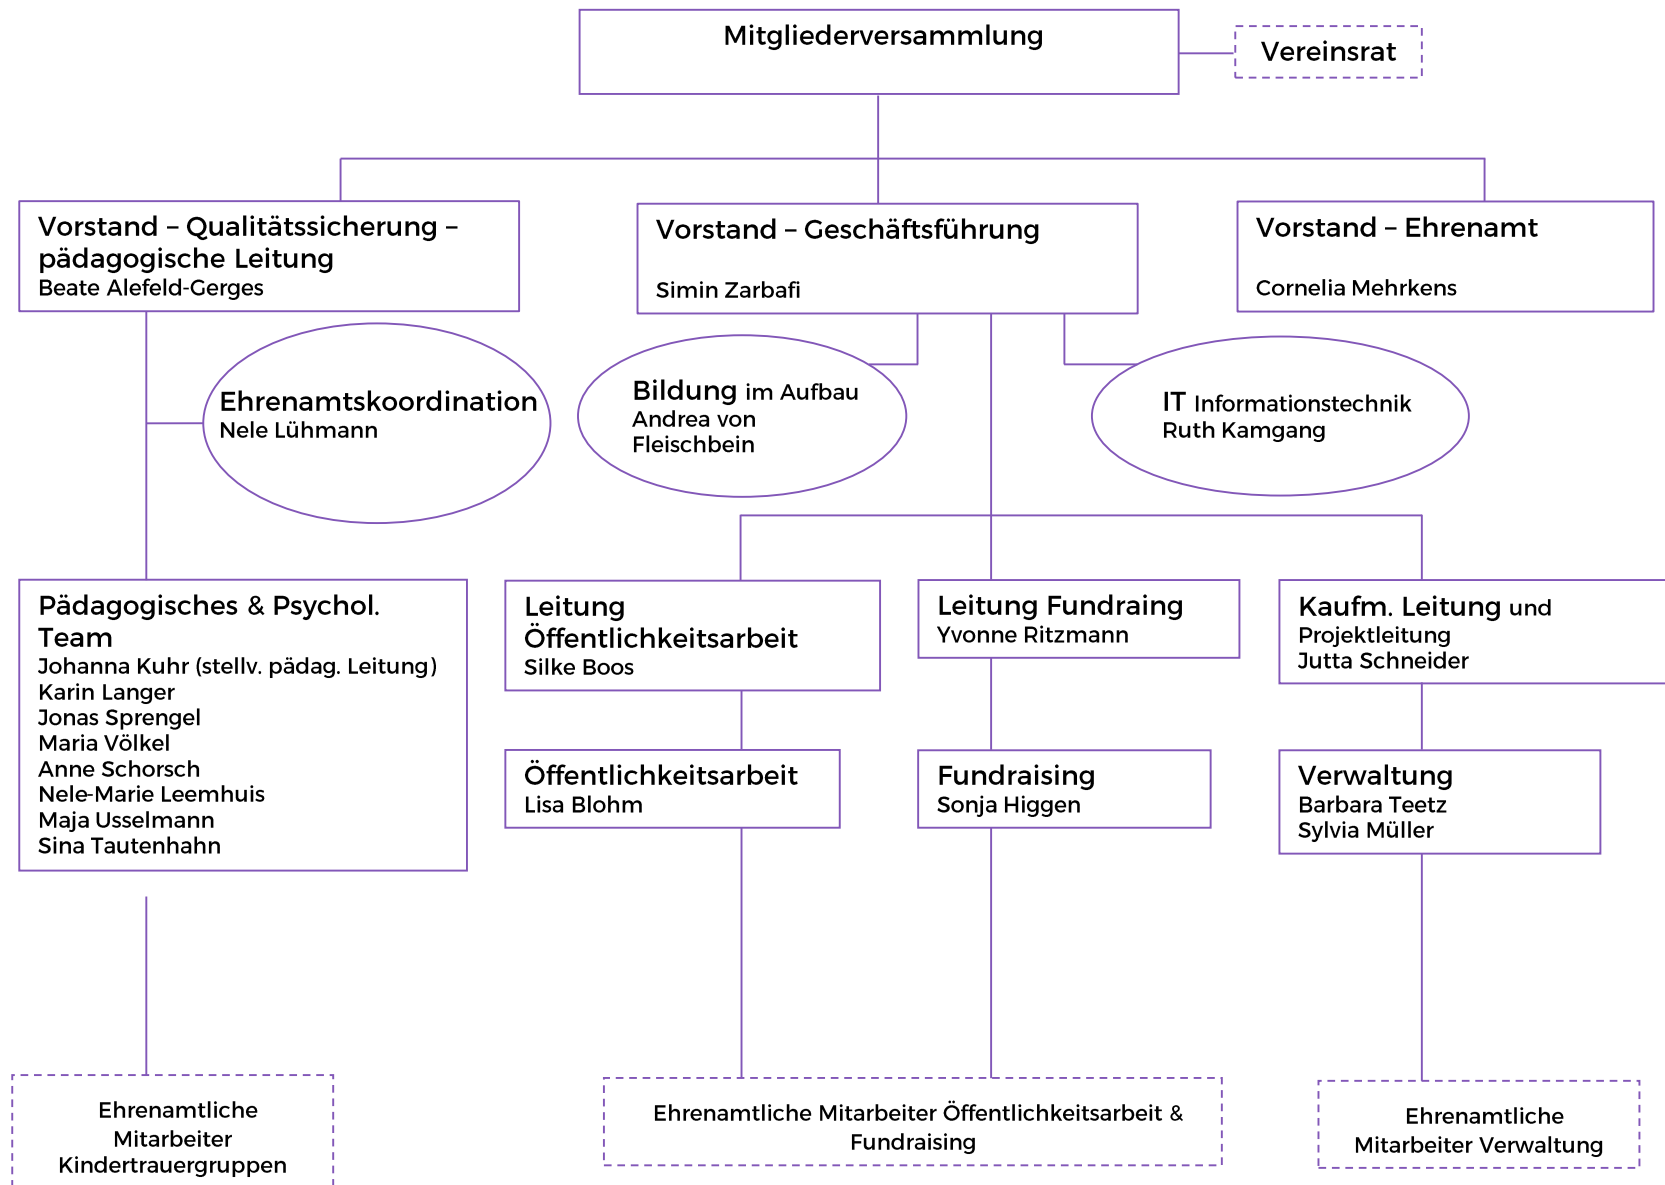 Mitgliederversammlung
Vereinsrat
Vorstand – Qualitätssicherung –
pädagogische Leitung
Beate Alefeld-Gerges
Vorstand – Geschäftsführung
Simin Zarbafi
Vorstand – Ehrenamt
Cornelia Mehrkens
Ehrenamtskoordination
Nele Lühmann
Bildung im Aufbau
Andrea von
Fleischbein
IT Informationstechnik
Ruth Kamgang
Pädagogisches & Psychol.
Team
Johanna Kuhr (stellv. pädag. Leitung)
Karin Langer
Jonas Sprengel
Maria Völkel
Anne Schorsch
Nele-Marie Leemhuis
Maja Usselmann
Sina Tautenhahn
Leitung
Öffentlichkeitsarbeit
Silke Boos
Leitung Fundraing
Yvonne Ritzmann
Kaufm. Leitung und
Projektleitung
Jutta Schneider
Öffentlichkeitsarbeit
Lisa Blohm
Fundraising
Sonja Higgen
Verwaltung
Barbara Teetz
Sylvia Müller
Ehrenamtliche
Mitarbeiter
Kindertrauergruppen
Ehrenamtliche Mitarbeiter Öffentlichkeitsarbeit &
Fundraising
Ehrenamtliche
Mitarbeiter Verwaltung